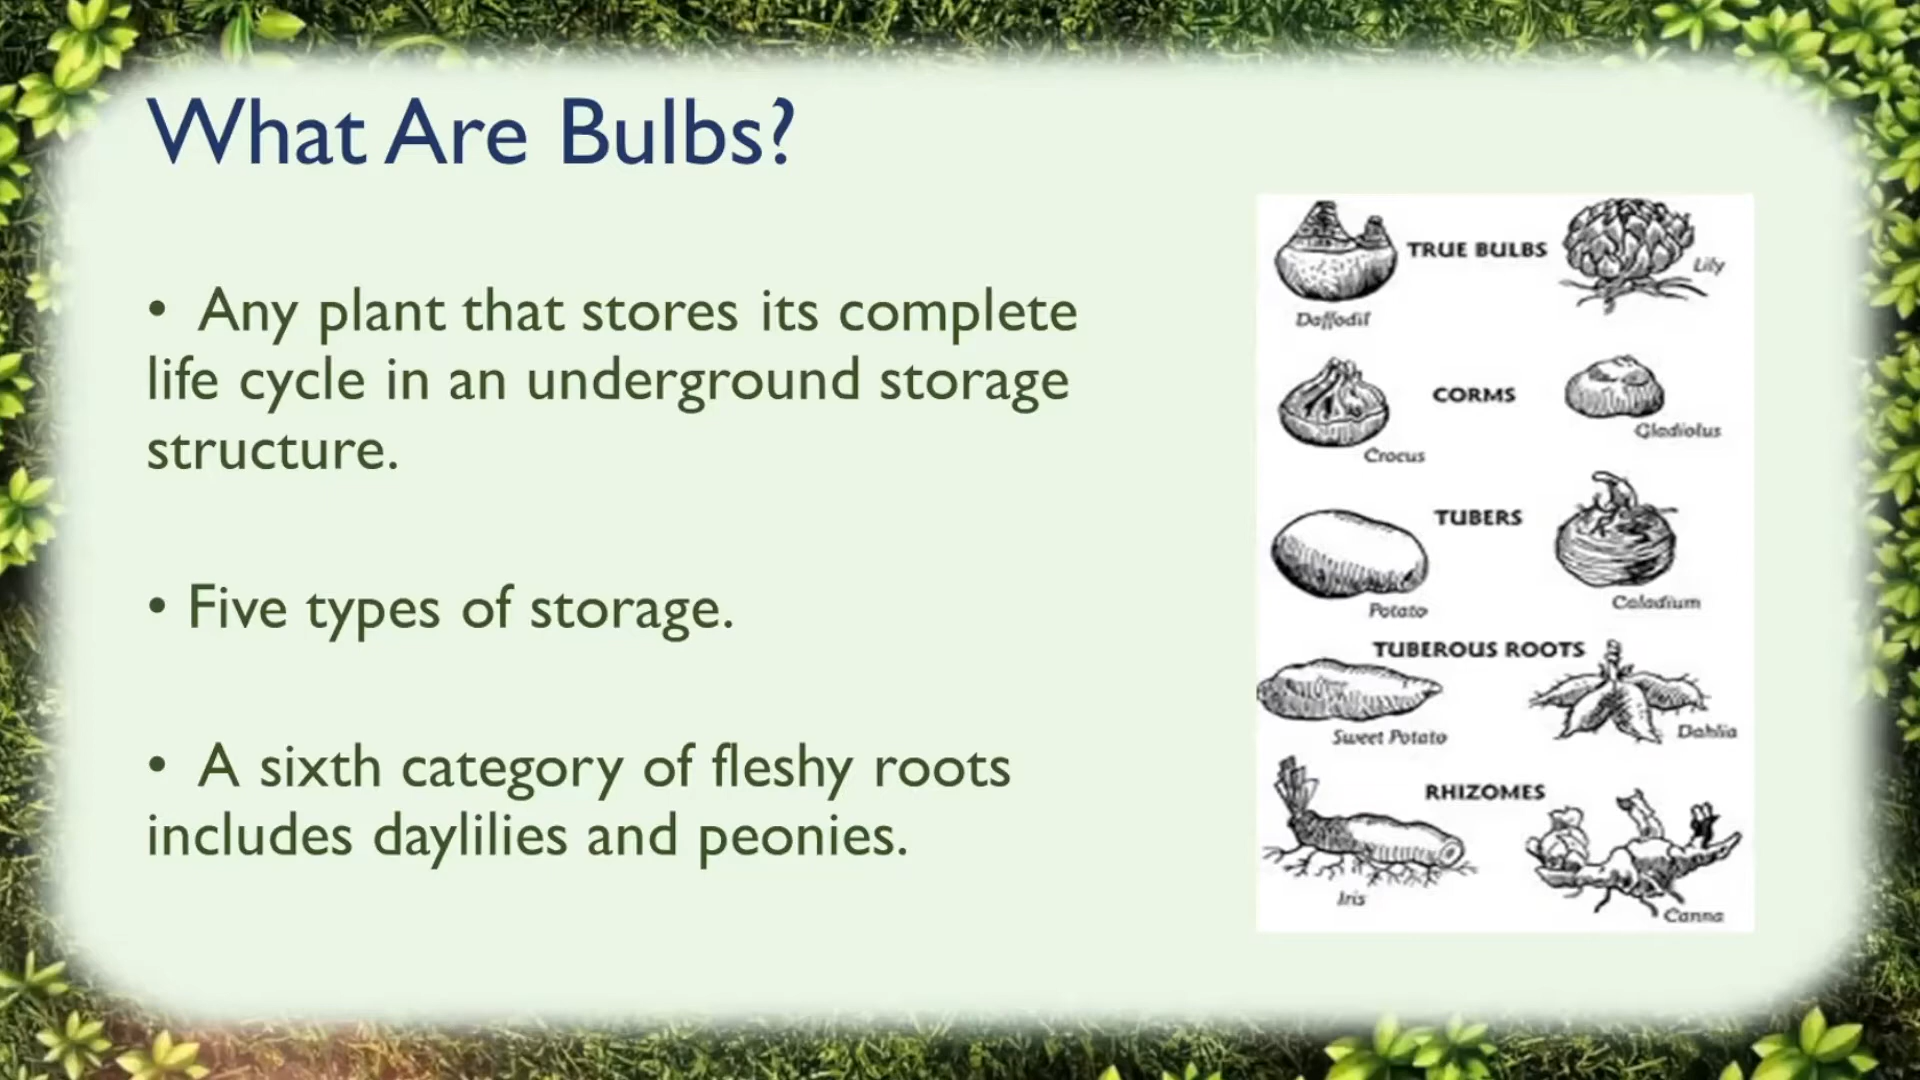 What Are Bulbs?
• Any plant that stores its complete
life cycle in an underground storage
structure.
• Five types of storage.
• A sixth category of fleshy roots
includes daylilies and peonies.
TRUE BULBS
Lily
Daffodil
CORMS
Gladiolus
Crocus
TUBERS
Caladium
Potato
TUBEROUS ROOTS
Dahlia
Sweet Potato
RHIZOMES
Iris
Canna